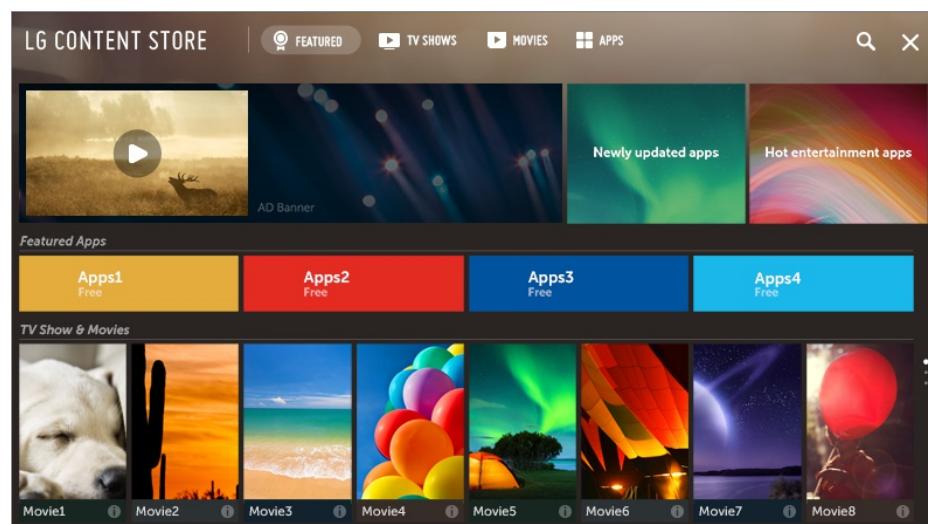 LG CONTENT STORE
FEATURED
TV SHOWS
MOVIES
APPS
AD Banner
Newly updated apps
Hot entertainment apps
Featured Apps
Apps1
Free
Apps2
Free
Apps3
Free
Apps4
Free
TV Show & Movies
Movie1
Movie2
Movie3
Movie4
Movie5
Movie6
Movie7
Movie8